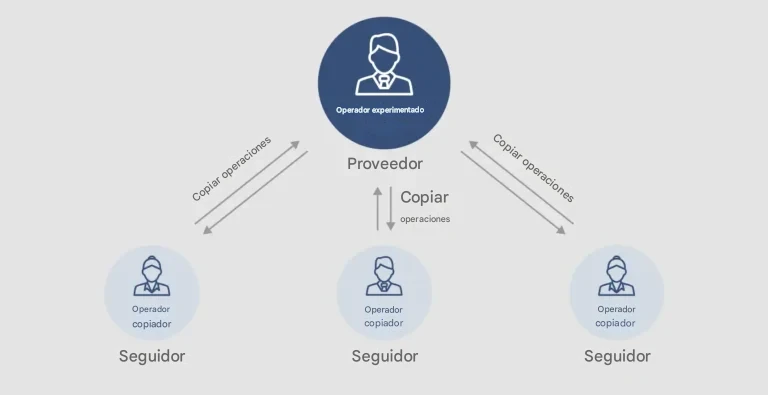 Operador experimentado
Proveedor
Copiar operaciones
Copiar operaciones
Copiar
operaciones
Operador
copiador
Seguidor
Operador
copiador
Seguidor
Operador
copiador
Seguidor